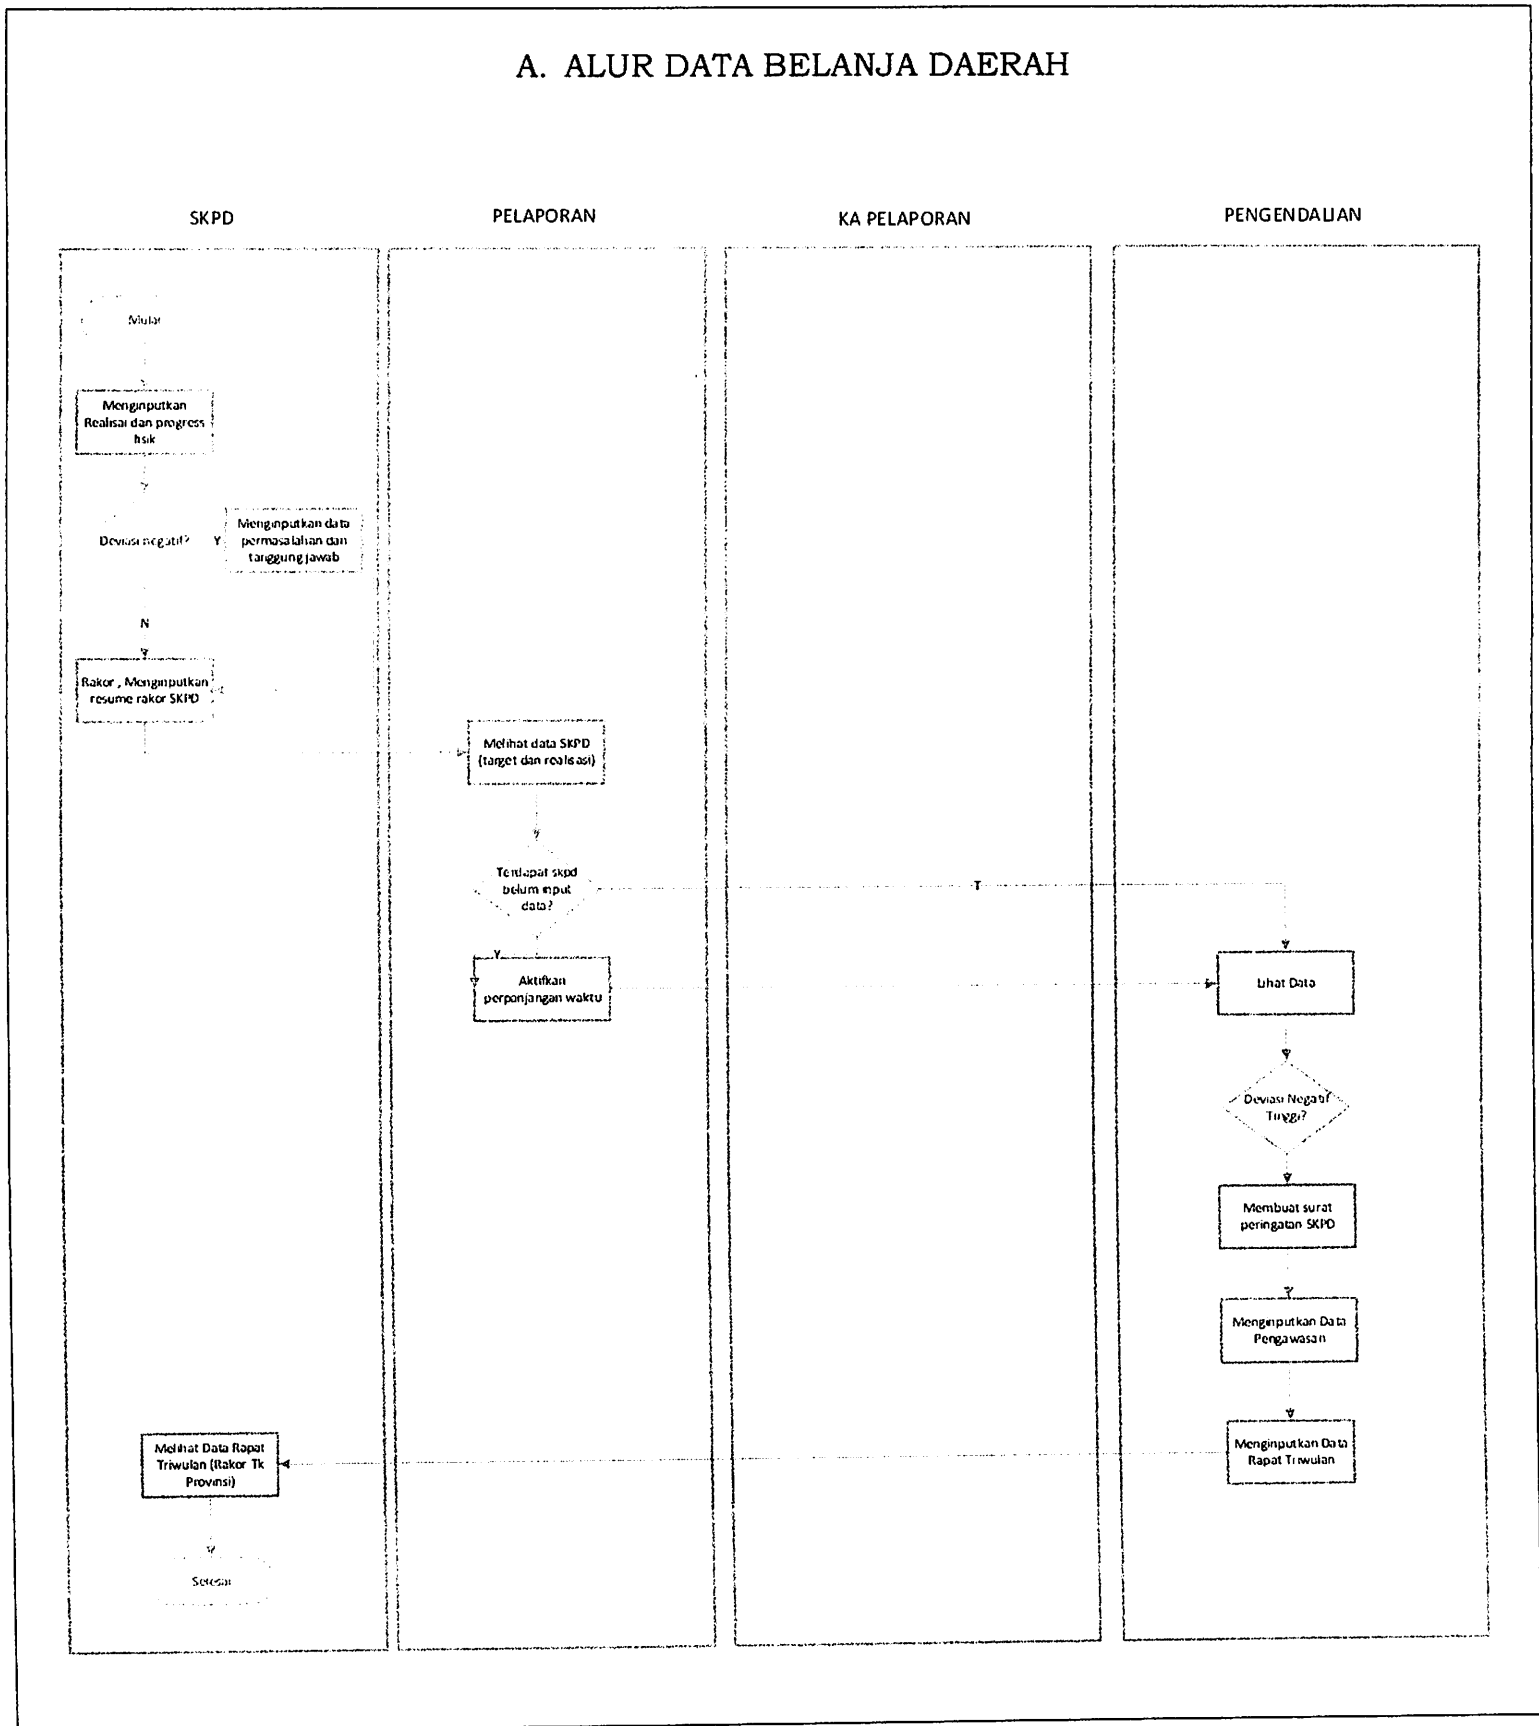 A. ALUR DATA BELANJA DAERAH
SKPD
PELAPORAN
KA PELAPORAN
PENGENDALIAN
Mulai
Menginputkan
Realisai dan progress
fisik
Deviasi negatif?
Y
Menginputkan data
permasalahan dan
tanggung jawab
N
Rakor , Menginputkan
resume rakor SKPD
Melihat data SKPD
(target dan realisasi)
Terdapat skpd
belum input
data?
T
Y
Aktifkan
perpanjangan waktu
Lihat Data
Deviasi Negatif
Tinggi?
Membuat surat
peringatan SKPD
Menginputkan Data
Pengawasan
Menginputkan Data
Rapat Triwulan
Melihat Data Rapat
Triwulan (Rakor Tk
Provinsi)
Selesai